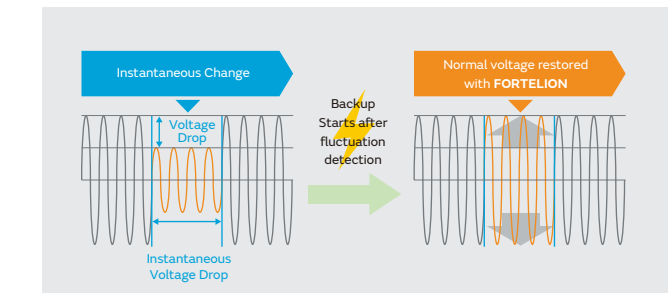 Instantaneous Change
Voltage
Drop
Instantaneous
Voltage Drop
Backup
Starts after
fluctuation
detection
Normal voltage restored
with FORTELION